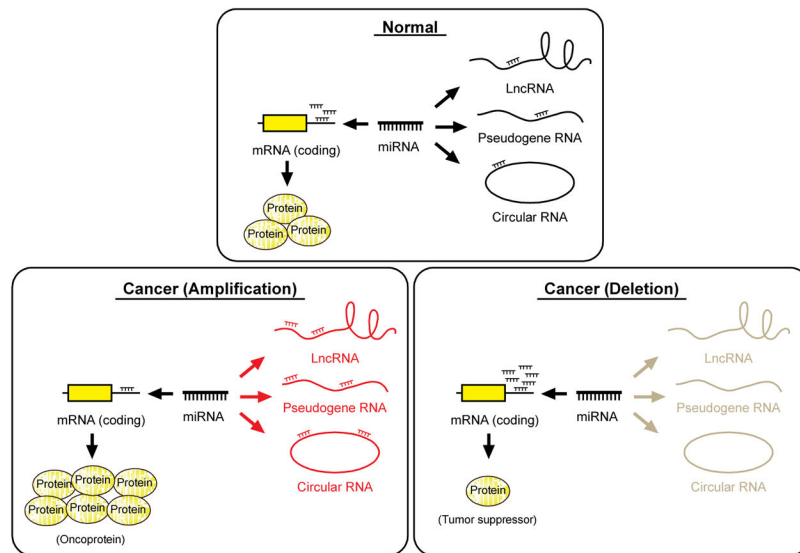 Normal
LncRNA
Pseudogene RNA
Circular RNA
miRNA
mRNA (coding)
Protein
Protein
Protein
Cancer (Amplification)
LncRNA
Pseudogene RNA
Circular RNA
miRNA
mRNA (coding)
Protein
Protein
Protein
Protein
Protein
Protein
(Oncoprotein)
Cancer (Deletion)
LncRNA
Pseudogene RNA
Circular RNA
miRNA
mRNA (coding)
Protein
(Tumor suppressor)